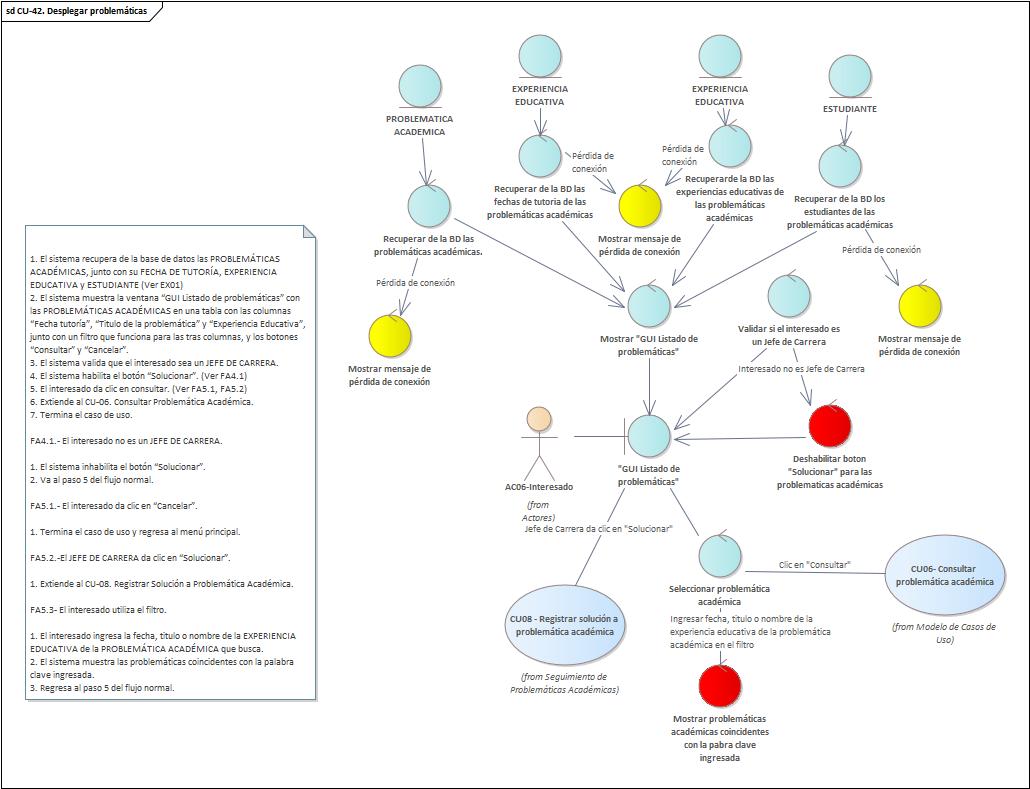 sd CU-42. Desplegar problemáticas
EXPERIENCIA
EDUCATIVA
EXPERIENCIA
EDUCATIVA
ESTUDIANTE
PROBLEMATICA
ACADEMICA
Pérdida de
conexión
Pérdida de
conexión
Recuperar de la BD las
fechas de tutoria de las
problemáticas académicas
Recuperarde la BD las
experiencias educativas de
las problemáticas
académicas
Recuperar de la BD los
estudiantes de las
problemáticas académicas
Recuperar de la BD las
problemáticas académicas.
Mostrar mensaje de
pérdida de conexión
Pérdida de conexión
Pérdida de conexión
1. El sistema recupera de la base de datos las PROBLEMÁTICAS
ACADÉMICAS, junto con su FECHA DE TUTORÍA, EXPERIENCIA
EDUCATIVA y ESTUDIANTE (Ver EX01)
2. El sistema muestra la ventana "GUI Listado de problemáticas" con
las PROBLEMÁTICAS ACADÉMICAS en una tabla con las columnas
"Fecha tutoría", "Titulo de la problemática" y "Experiencia Educativa",
junto con un filtro que funciona para las tras columnas, y los botones
"Consultar" y "Cancelar".
3. El sistema valida que el interesado sea un JEFE DE CARRERA.
4. El sistema habilita el botón "Solucionar". (Ver FA4.1)
5. El interesado da clic en consultar. (Ver FA5.1, FA5.2)
6. Extiende al CU-06. Consultar Problemática Académica.
7. Termina el caso de uso.
FA4.1.- El interesado no es un JEFE DE CARRERA.
1. El sistema inhabilita el botón "Solucionar".
2. Va al paso 5 del flujo normal.
FA5.1.- El interesado da clic en "Cancelar".
1. Termina el caso de uso y regresa al menú principal.
FA5.2.-El JEFE DE CARRERA da clic en "Solucionar".
1. Extiende al CU-08. Registrar Solución a Problemática Académica.
FA5.3- El interesado utiliza el filtro.
1. El interesado ingresa la fecha, titulo o nombre de la EXPERIENCIA
EDUCATIVA de la PROBLEMÁTICA ACADÉMICA que busca.
2. El sistema muestra las problemáticas coincidentes con la palabra
clave ingresada.
3. Regresa al paso 5 del flujo normal.
Mostrar "GUI Listado de
problemáticas"
Validar si el interesado es
un Jefe de Carrera
Mostrar mensaje de
pérdida de conexión
Mostrar mensaje de
pérdida de conexión
Interesado no es Jefe de Carrera
Deshabilitar boton
"Solucionar" para las
problematicas académicas
AC06-Interesado
(from
Actores)
"GUI Listado de
problemáticas"
Jefe de Carrera da clic en "Solucionar"
Clic en "Consultar"
CU06- Consultar
problemática académica
(from Modelo de Casos de
Uso)
Seleccionar problemática
académica
CU08 - Registrar solución a
problemática académica
(from Seguimiento de
Problemáticas Académicas)
Ingresar fecha, titulo o nombre de la
experiencia educativa de la problemática
académica en el filtro
Mostrar problemáticas
académicas coincidentes
con la pabra clave
ingresada